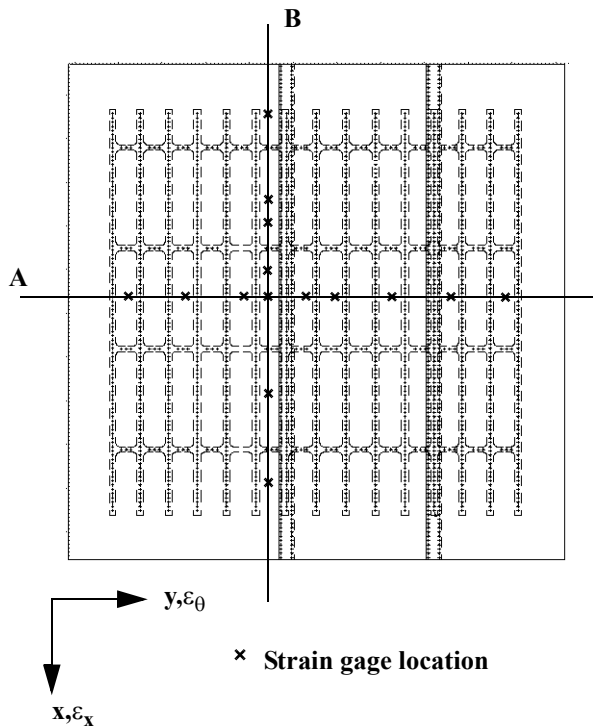 B
A
y,εθ
× Strain gage location
x,εx